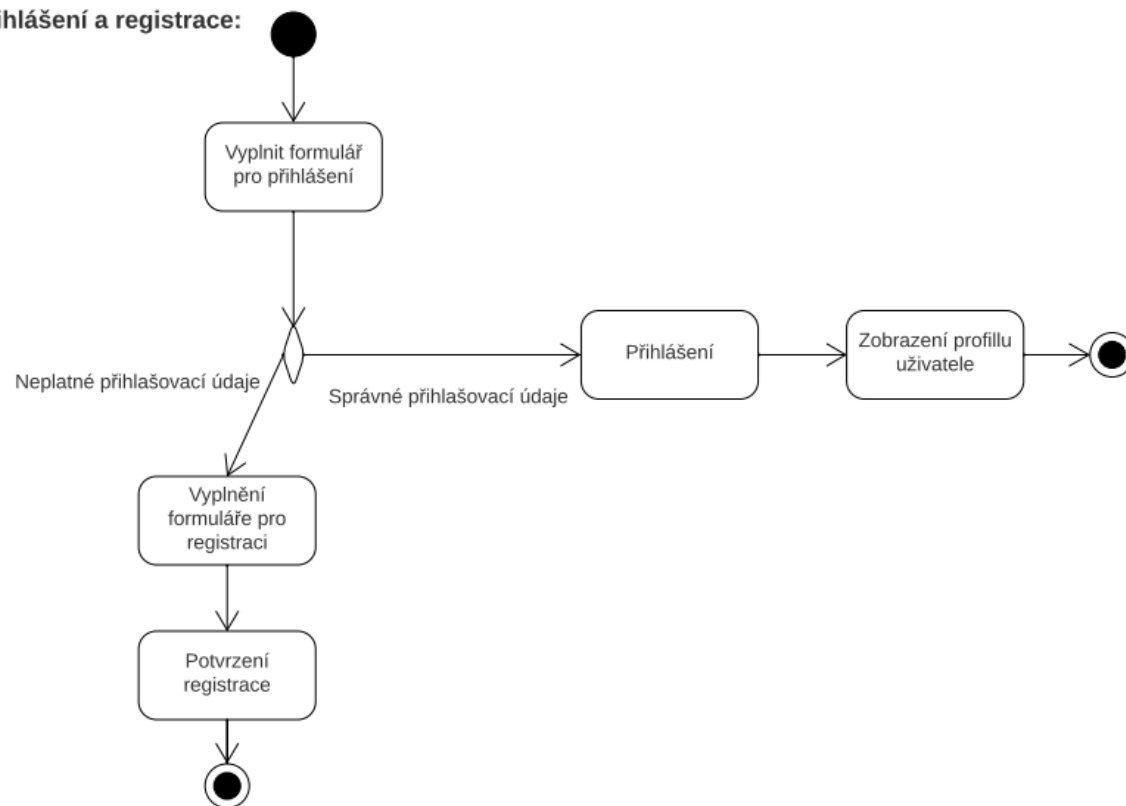 ihlášení a registrace:
Vyplnit formulář
pro přihlášení
Neplatné přihlašovací údaje
Správné přihlašovací údaje
Přihlášení
Zobrazení profillu
uživatele
Vyplnění
formuláře pro
registraci
Potvrzení
registrace